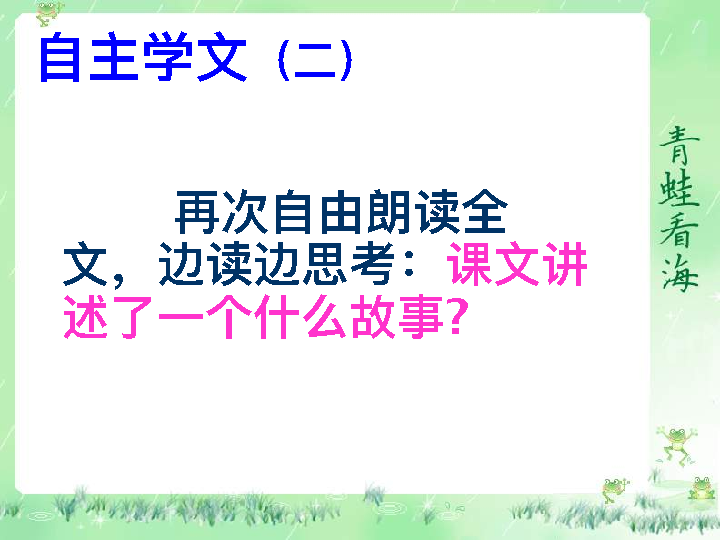 自主学文（二）
再次自由朗读全
文，边读边思考：课文讲
述了一个什么故事？
青蛙看海